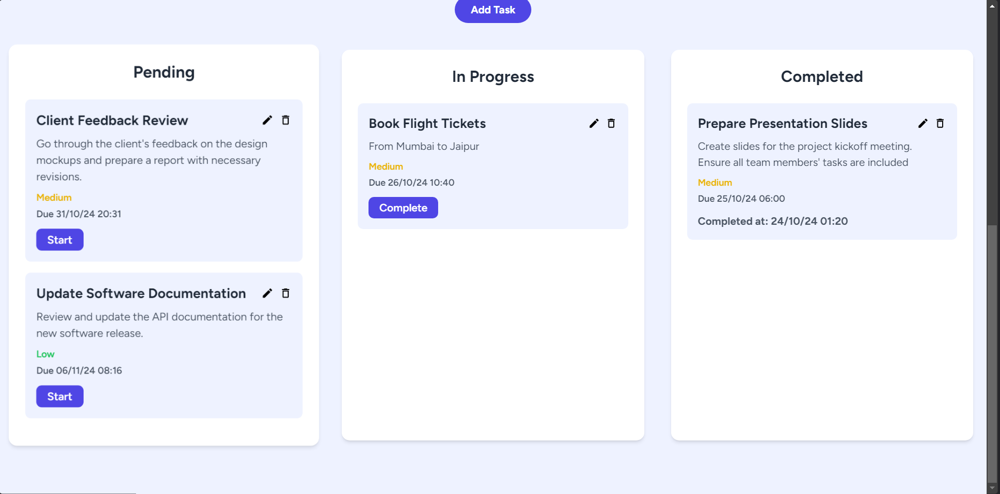 Add Task
Pending
Client Feedback Review
Go through the client's feedback on the design
mockups and prepare a report with necessary
revisions.
Medium
Due 31/10/24 20:31
Start
Update Software Documentation
Review and update the API documentation for the
new software release.
Low
Due 06/11/24 08:16
Start
In Progress
Book Flight Tickets
From Mumbai to Jaipur
Medium
Due 26/10/24 10:40
Complete
Completed
Prepare Presentation Slides
Create slides for the project kickoff meeting.
Ensure all team members' tasks are included
Medium
Due 25/10/24 06:00
Completed at: 24/10/24 01:20